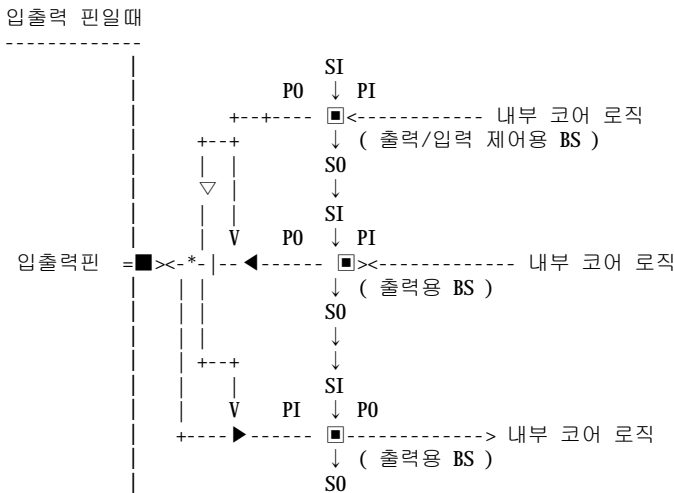 입출력 핀일때
SI
PO ↓ PI
내부 코어 로직
↓ ( 출력/입력 제어용 BS )
SO
↓
SI
V PO ↓ PI
입출력핀 내부 코어 로직
↓ ( 출력용 BS )
SO
↓
↓
SI
V PI ↓ PO
내부 코어 로직
↓ ( 출력용 BS )
SO